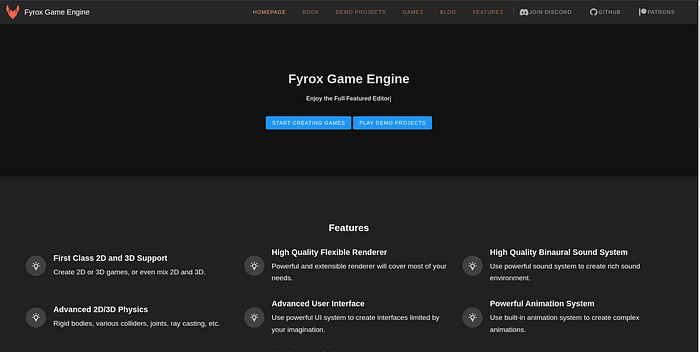 Fyrox Game Engine
HOMEPAGE BOOK DEMO PROJECTS GAMES BLOG FEATURES JOIN DISCORD GITHUB PATRONS
Fyrox Game Engine
Enjoy the Full Featured Editor|
START CREATING GAMES PLAY DEMO PROJECTS
Features
First Class 2D and 3D Support
Create 2D or 3D games, or even mix 2D and 3D.
High Quality Flexible Renderer
Powerful and extensible renderer will cover most of your
needs.
High Quality Binaural Sound System
Use powerful sound system to create rich sound
environment.
Advanced 2D/3D Physics
Rigid bodies, various colliders, joints, ray casting, etc.
Advanced User Interface
Use powerful UI system to create interfaces limited by
your imagination.
Powerful Animation System
Use built-in animation system to create complex
animations.